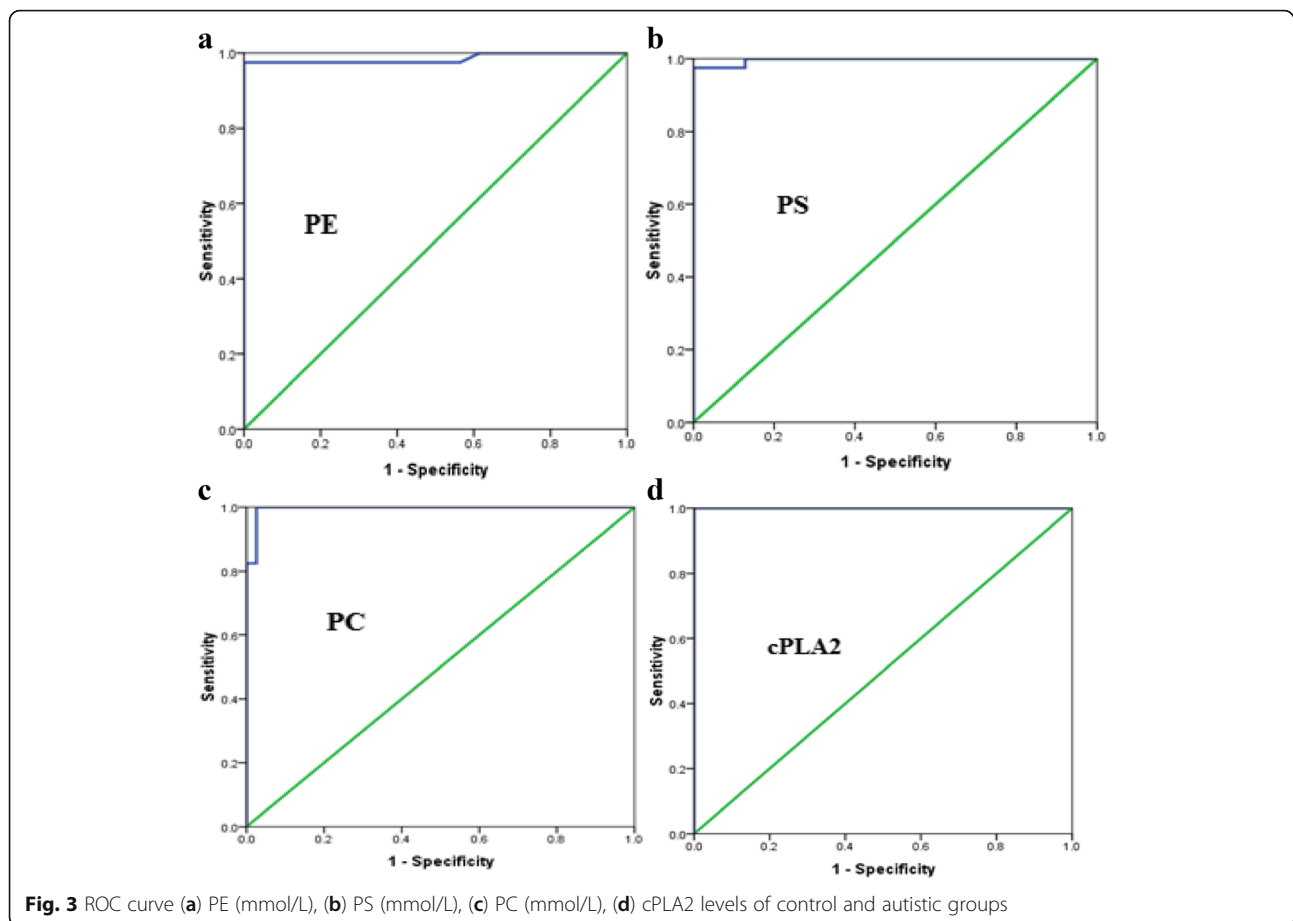 a
b
1.0
0.8
0.6
0.4
0.2
0.0
Sensitivity
PE
0.0 0.2 0.4 0.6 0.8 1.0
1 - Specificity
1.0
0.8
0.6
0.4
0.2
0.0
Sensitivity
PS
0.0 0.2 0.4 0.6 0.8 1.0
1 - Specificity
c
d
1.0
0.8
0.6
0.4
0.2
0.0
Sensitivity
PC
0.0 0.2 0.4 0.6 0.8 1.0
1 - Specificity
1.0
0.8
0.6
0.4
0.2
0.0
Sensitivity
cPLA2
0.0 0.2 0.4 0.6 0.8 1.0
1 - Specificity
Fig. 3 ROC curve (a) PE (mmol/L), (b) PS (mmol/L), (c) PC (mmol/L), (d) cPLA2 levels of control and autistic groups